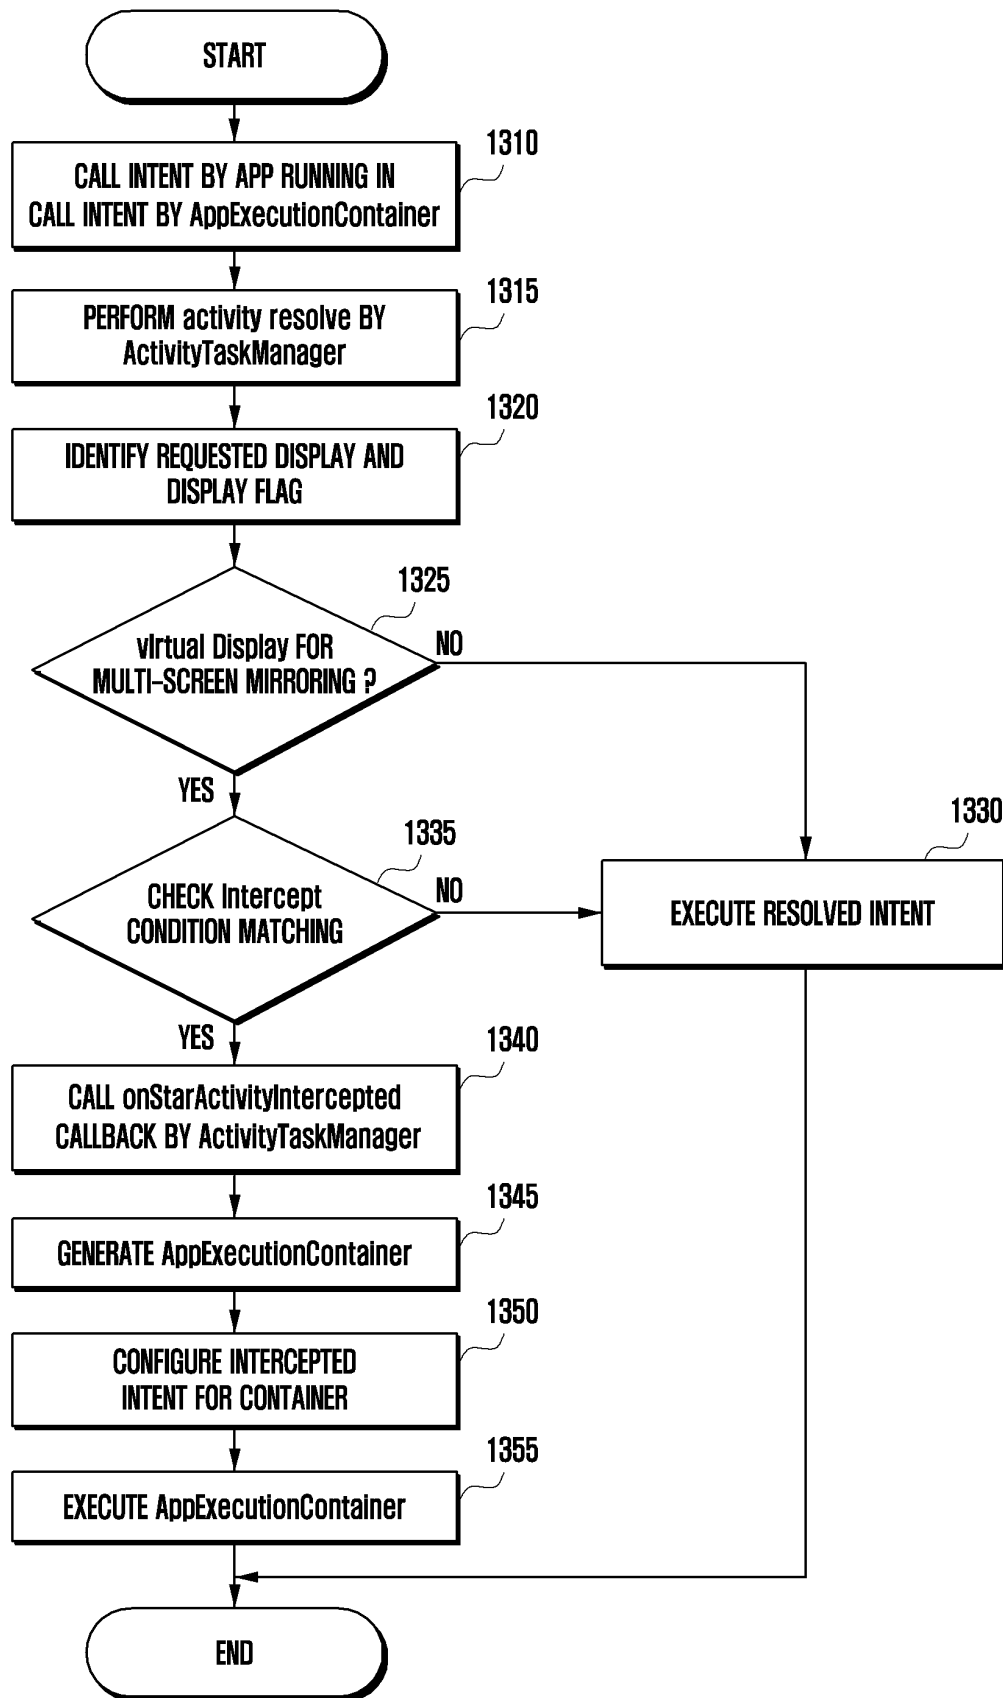 START
1310
CALL INTENT BY APP RUNNING IN
CALL INTENT BY AppExecutionContainer
1315
PERFORM activity resolve BY
ActivityTaskManager
1320
IDENTIFY REQUESTED DISPLAY AND
DISPLAY FLAG
1325
vIrtual Display FOR
MULTI-SCREEN MIRRORING ?
NO
YES
1335
CHECK Intercept
CONDITION MATCHING
NO
1330
EXECUTE RESOLVED INTENT
YES
1340
CALL onStarActivityIntercepted
CALLBACK BY ActivityTaskManager
1345
GENERATE AppExecutionContainer
1350
CONFIGURE INTERCEPTED
INTENT FOR CONTAINER
1355
EXECUTE AppExecutionContainer
END